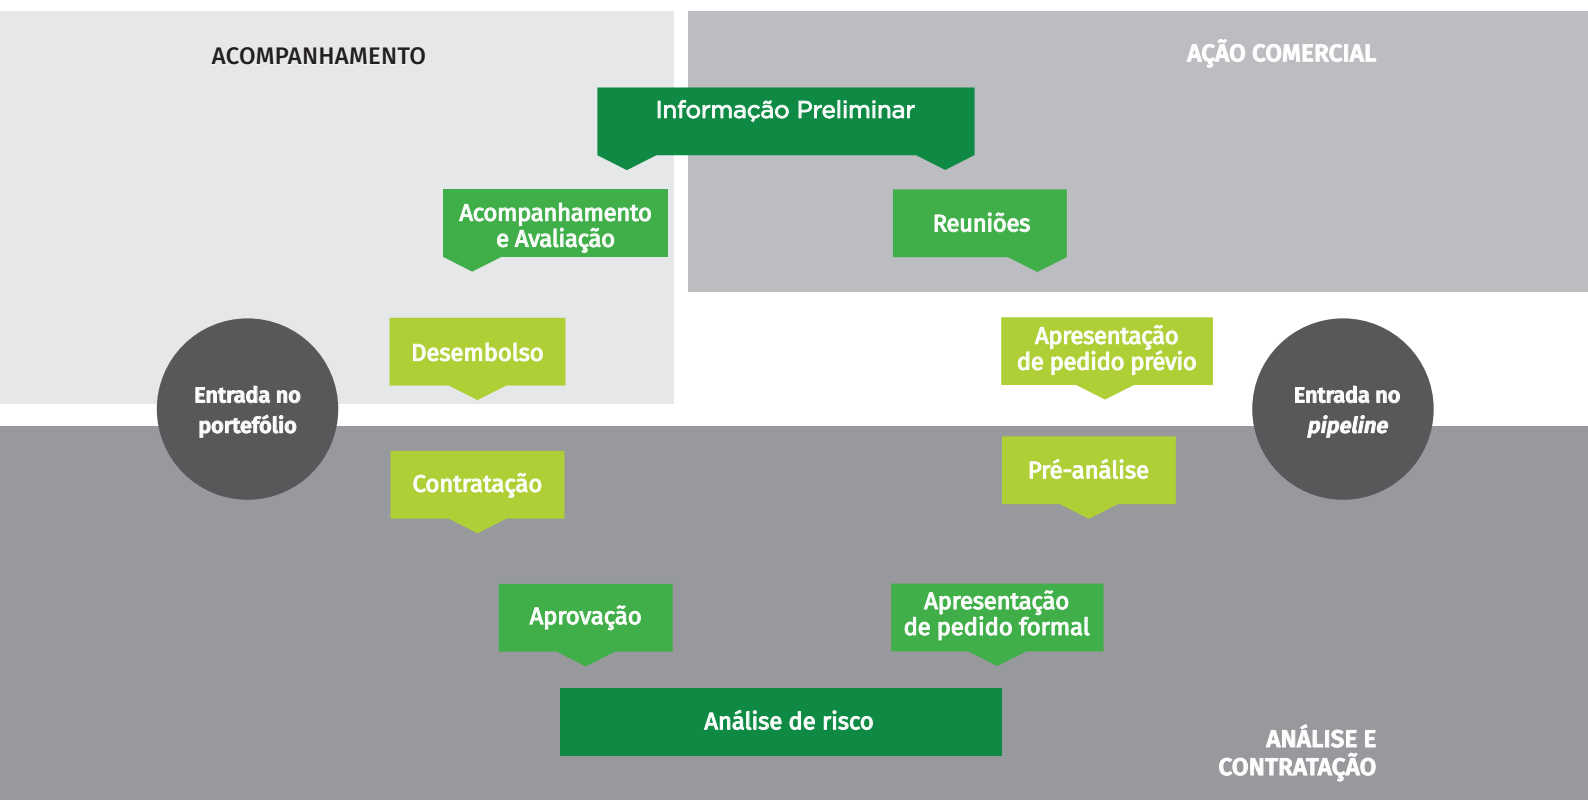 ACOMPANHAMENTO
AÇÃO COMERCIAL
Informação Preliminar
Acompanhamento
e Avaliação
Reuniões
Desembolso
Apresentação
de pedido prévio
Entrada no
portefólio
Entrada no
pipeline
Contratação
Pré-análise
Aprovação
Apresentação
de pedido formal
Análise de risco
ANÁLISE E
CONTRATAÇÃO